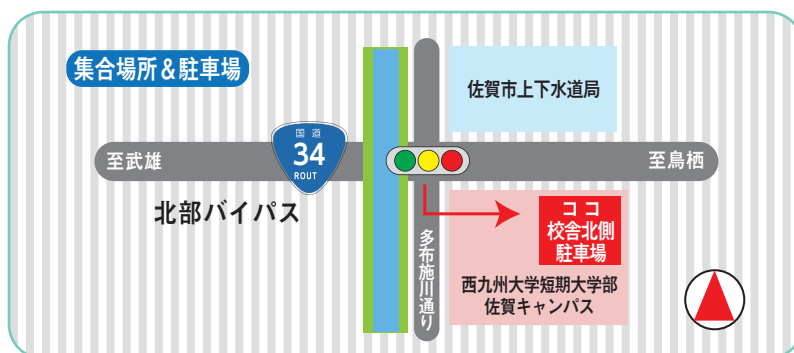 集合場所＆駐車場
佐賀市上下水道局
国道
34
ROUT
至武雄
至鳥栖
北部バイパス
多布施川通り
ココ
校舎北側
駐車場
西九州大学短期大学部
佐賀キャンパス